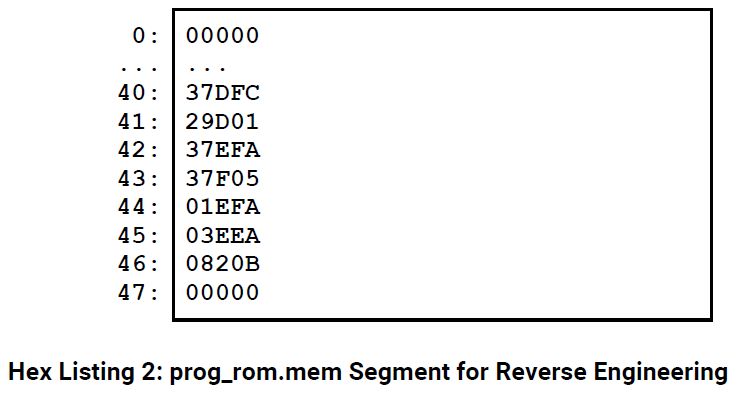 0: 00000
... ...
40: 37DFC
41: 29D01
42: 37EFA
43: 37F05
44: 01EFA
45: 03EEA
46: 0820B
47: 00000
Hex Listing 2: prog_rom.mem Segment for Reverse Engineering